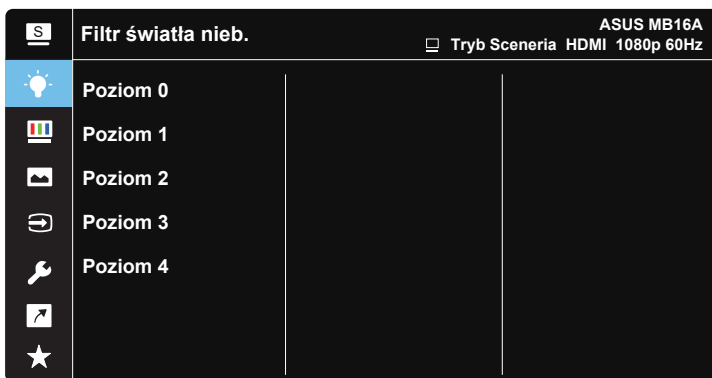 S
Filtr światła nieb.
ASUS MB16A
Tryb Sceneria HDMI 1080p 60Hz
Poziom 0
Poziom 1
Poziom 2
Poziom 3
Poziom 4